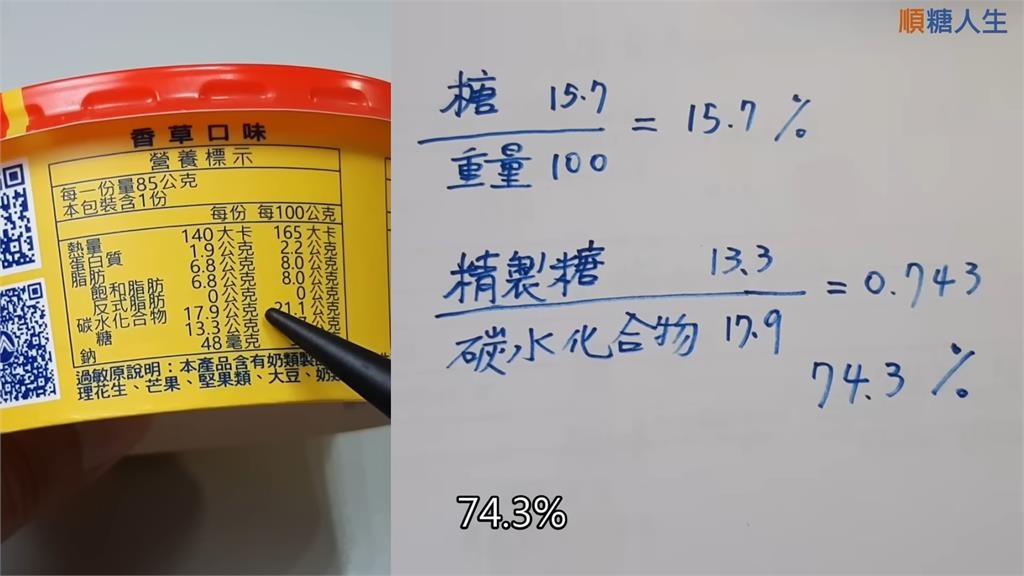 順糖人生
香草口味
營養標示
每一份量85公克
本包裝含1份
每份 每100公克
熱量 140大卡 165大卡
蛋白質 1.9公克 2.2公克
脂肪 6.8公克 8.0公克
飽和脂肪 6.8公克 8.0公克
反式脂肪 0公克 0公克
碳水化合物 17.9公克 21.1公克
糖 13.3公克
鈉 48毫克
過敏原說明：本產品含有奶類製
理花生、芒果、堅果類、大豆、奶類
糖 15.7
重量 100
= 15.7 %
精製糖 13.3
碳水化合物 17.9
= 0.743
74.3 %
74.3%